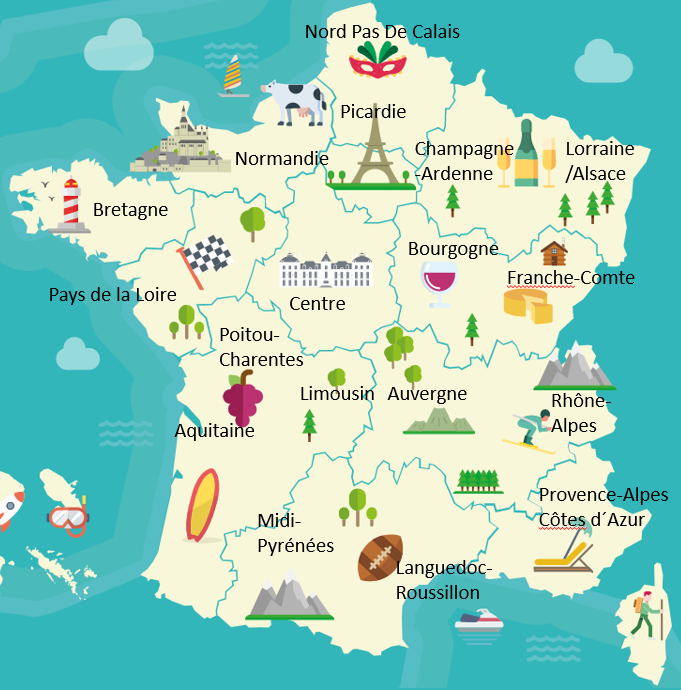 Nord Pas De Calais
Picardie
Normandie
Champagne
-Ardenne
Lorraine
/Alsace
Bretagne
Bourgogne
Franche-Comte
Pays de la Loire
Centre
Poitou-
Charentes
Limousin
Auvergne
Rhône-
Alpes
Aquitaine
Provence-Alpes
Côtes d´Azur
Midi-
Pyrénées
Languedoc-
Roussillon